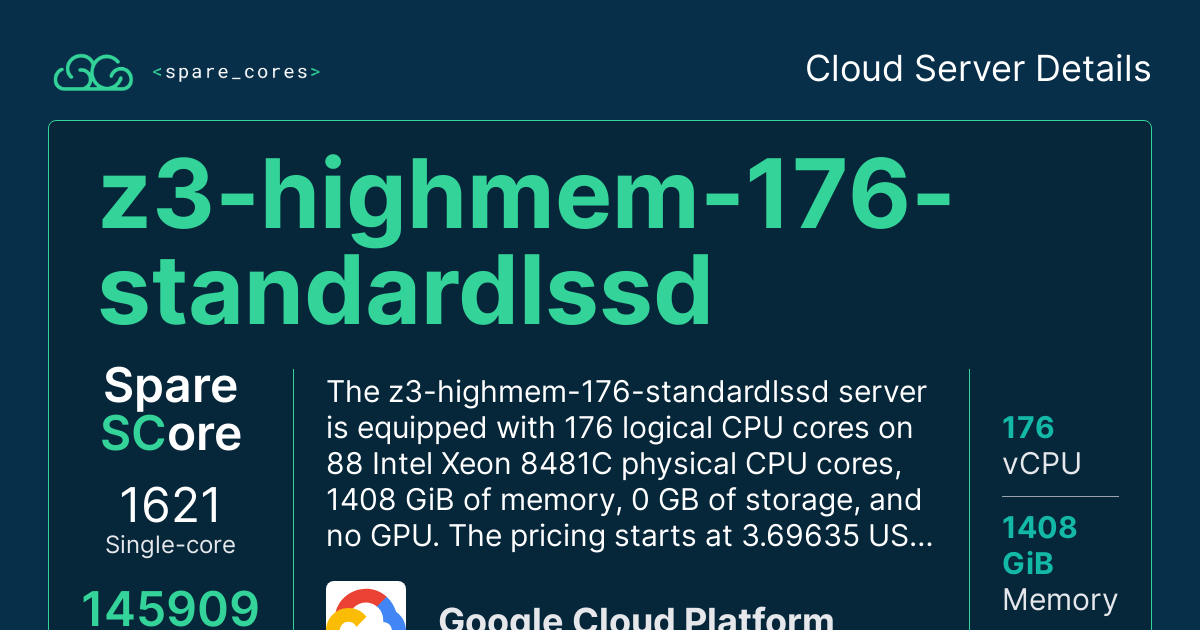 <spare_cores>
Cloud Server Details
z3-highmem-176-
standardlssd
Spare
SCore
1621
Single-core
145909
The z3-highmem-176-standardlssd server
is equipped with 176 logical CPU cores on
88 Intel Xeon 8481C physical CPU cores,
1408 GiB of memory, 0 GB of storage, and
no GPU. The pricing starts at 3.69635 US...
Google Cloud Platform
176
vCPU
1408
GiB
Memory